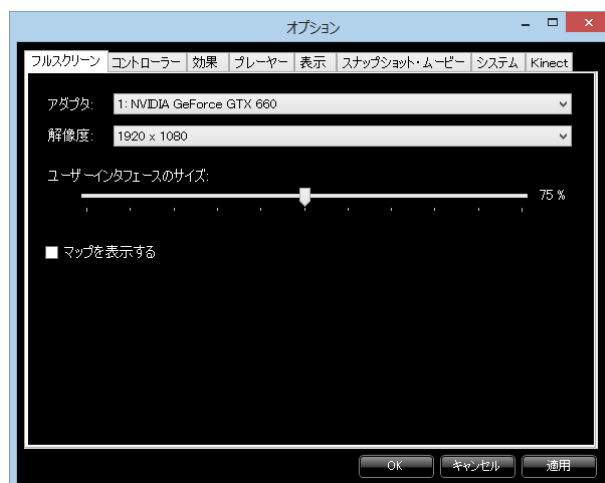 オプション
フルスクリーン コントローラー 効果 プレーヤー 表示 スナップショット・ムービー システム Kinect
アダプタ: 1: NVIDIA GeForce GTX 660
解像度: 1920 x 1080
ユーザーインタフェースのサイズ:
75 %
マップを表示する
OK キャンセル 適用